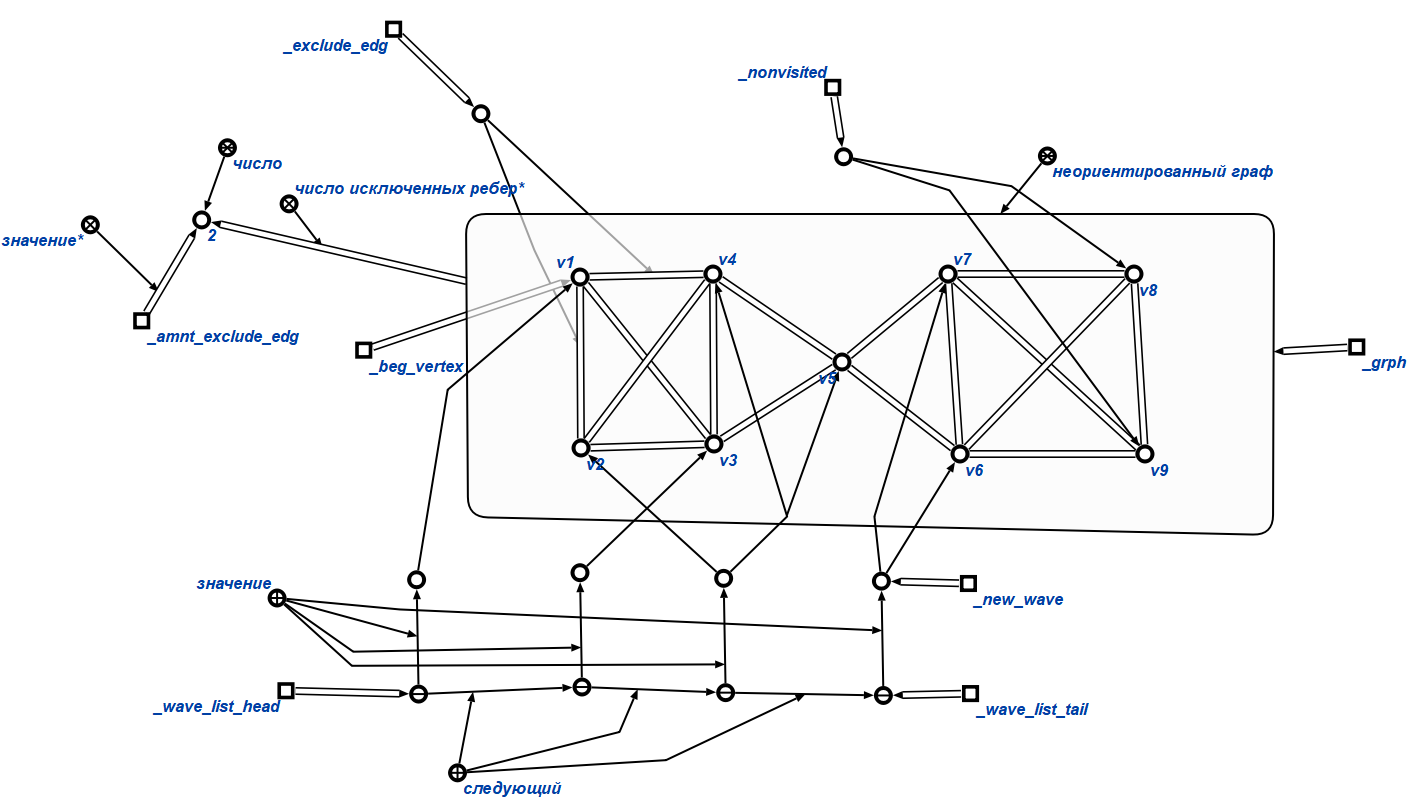 _exclude_edg
_nonvisited
число
неориентированный граф
число исключенных ребер*
значение*
2
v1
v4
v7
v8
_amnt_exclude_edg
_beg_vertex
v5
_grph
v2
v3
v6
v9
значение
_new_wave
_wave_list_head
_wave_list_tail
следующий